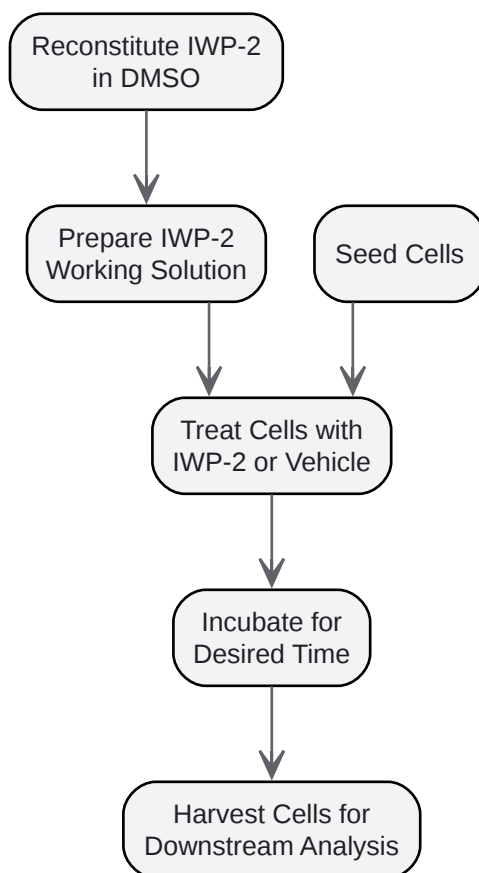 Reconstitute IWP-2
in DMSO
Prepare IWP-2
Working Solution
Seed Cells
Treat Cells with
IWP-2 or Vehicle
Incubate for
Desired Time
Harvest Cells for
Downstream Analysis